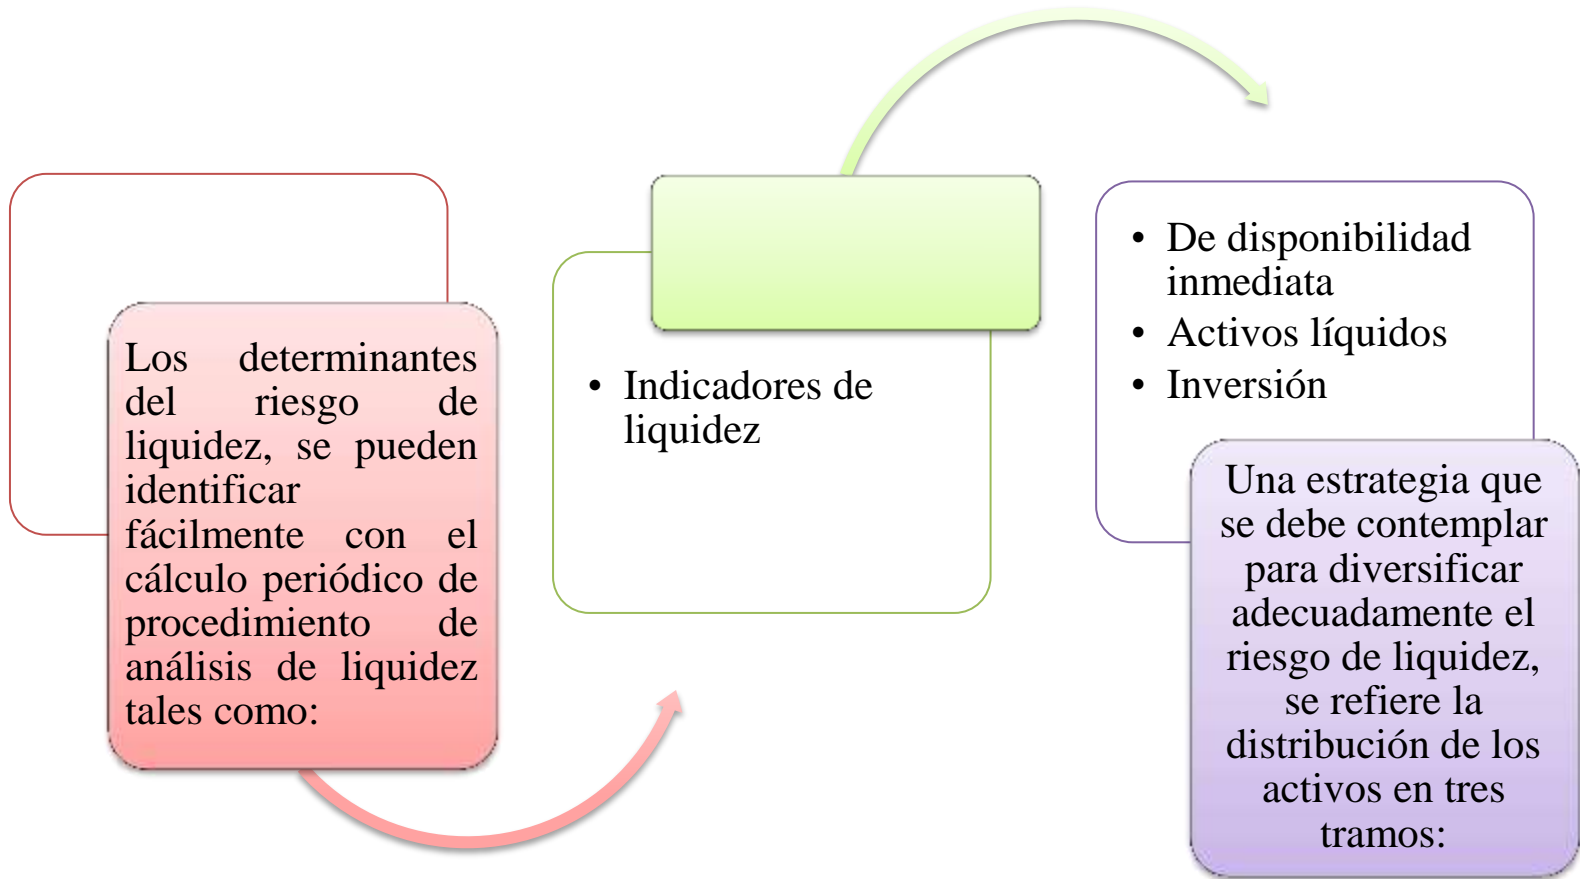 Los determinantes
del riesgo de
liquidez, se pueden
identificar
fácilmente con el
cálculo periódico de
procedimiento de
análisis de liquidez
tales como:
• Indicadores de
liquidez
• De disponibilidad
inmediata
• Activos líquidos
• Inversión
Una estrategia que
se debe contemplar
para diversificar
adecuadamente el
riesgo de liquidez,
se refiere la
distribución de los
activos en tres
tramos: